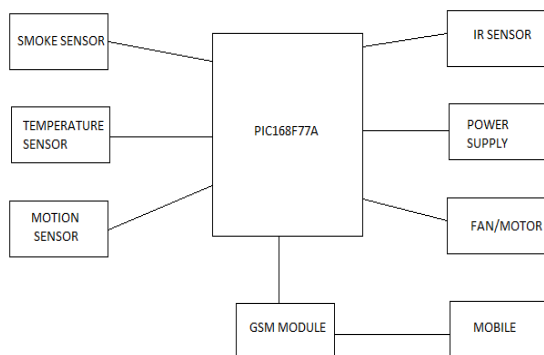 SMOKE SENSOR
IR SENSOR
TEMPERATURE
SENSOR
PIC168F77A
POWER
SUPPLY
MOTION
SENSOR
FAN/MOTOR
GSM MODULE
MOBILE